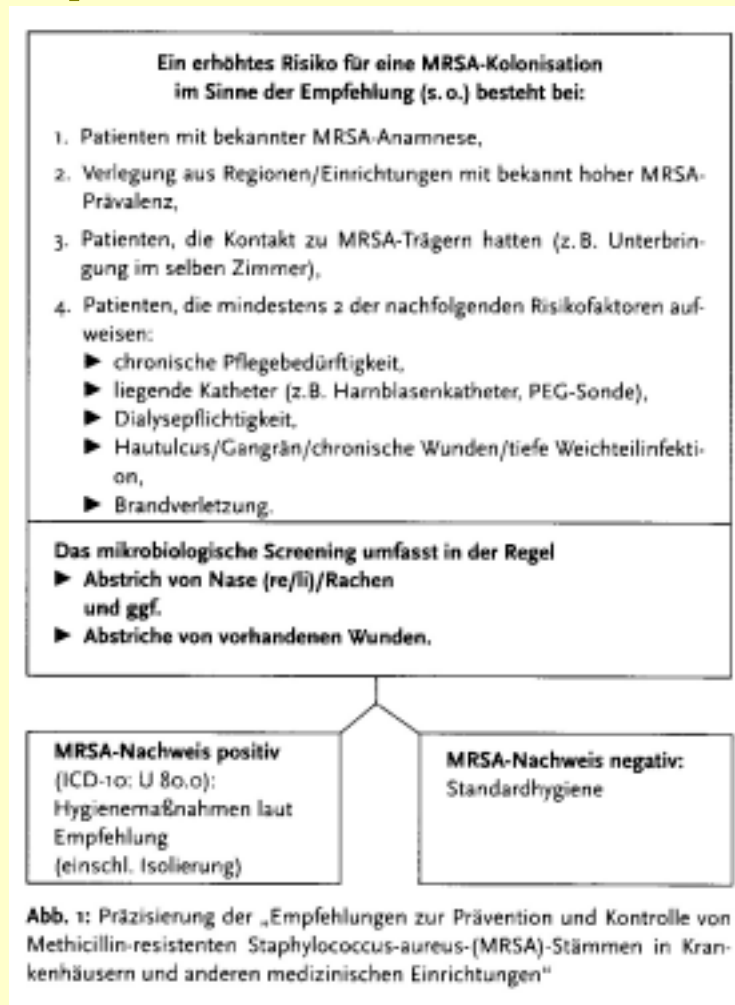 Ein erhöhtes Risiko für eine MRSA-Kolonisation
im Sinne der Empfehlung (s. o.) besteht bei:
1. Patienten mit bekannter MRSA-Anamnese,
2. Verlegung aus Regionen/Einrichtungen mit bekannt hoher MRSA-
Prävalenz,
3. Patienten, die Kontakt zu MRSA-Trägern hatten (z. B. Unterbrin-
gung im selben Zimmer),
4. Patienten, die mindestens 2 der nachfolgenden Risikofaktoren auf-
weisen:
► chronische Pflegebedürftigkeit,
► liegende Katheter (z.B. Harnblasenkatheter, PEG-Sonde),
► Dialysepflichtigkeit,
► Hautulcus/Gangrän/chronische Wunden/tiefe Weichteilinfekti-
on,
► Brandverletzung.
Das mikrobiologische Screening umfasst in der Regel
► Abstrich von Nase (re/li)/Rachen
und ggf.
► Abstriche von vorhandenen Wunden.
MRSA-Nachweis positiv
(ICD-10: U 80.0):
Hygienemaßnahmen laut
Empfehlung
(einschl. Isolierung)
MRSA-Nachweis negativ:
Standardhygiene
Abb. 1: Präzisierung der „Empfehlungen zur Prävention und Kontrolle von
Methicillin-resistenten Staphylococcus-aureus-(MRSA)-Stämmen in Kran-
kenhäusern und anderen medizinischen Einrichtungen“